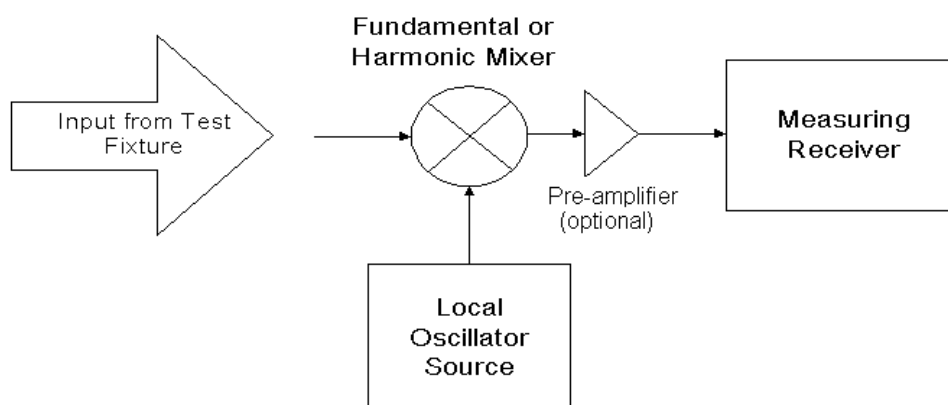 Fundamental or
Harmonic Mixer
Input from Test
Fixture
Measuring
Receiver
Pre-amplifier
(optional)
Local
Oscillator
Source